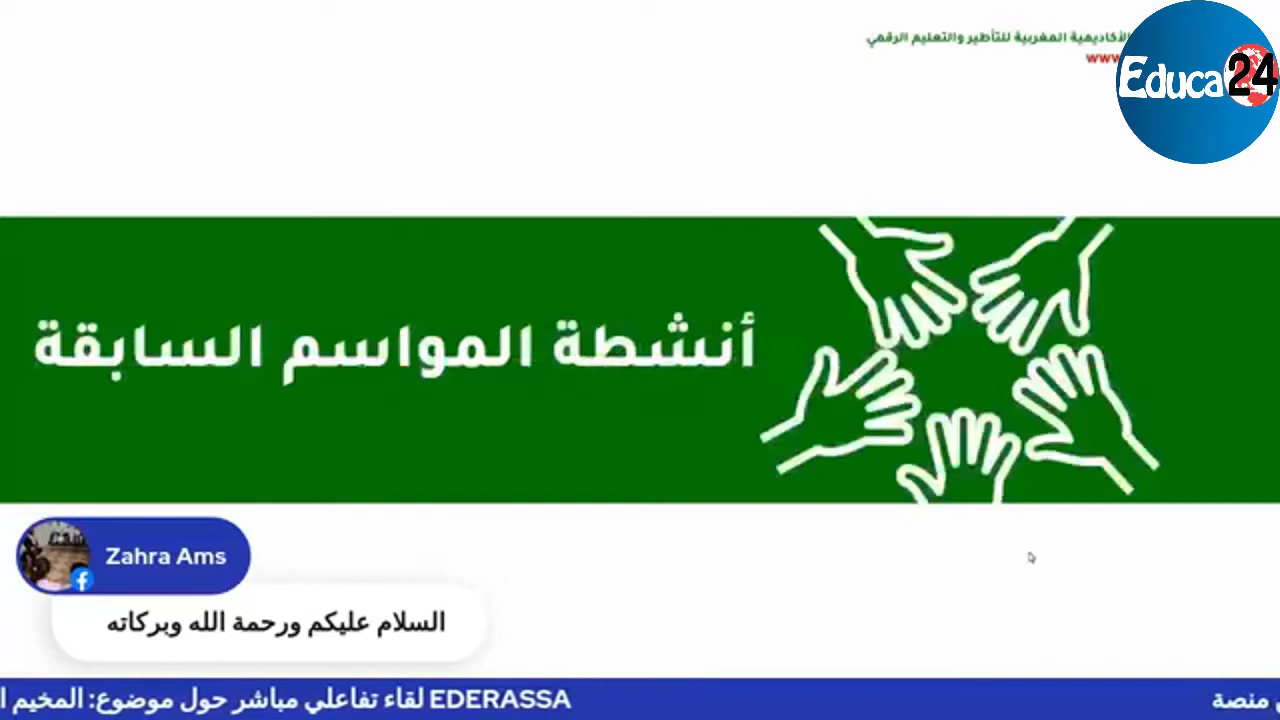 الأكاديمية المغربية للتأطير والتعليم الرقمي
www.
Educa24
أنشطة المواسم السابقة
Zahra Ams
السلام عليكم ورحمة الله وبركاته
منصة
EDERASSA لقاء تفاعلي مباشر حول موضوع: المخيم